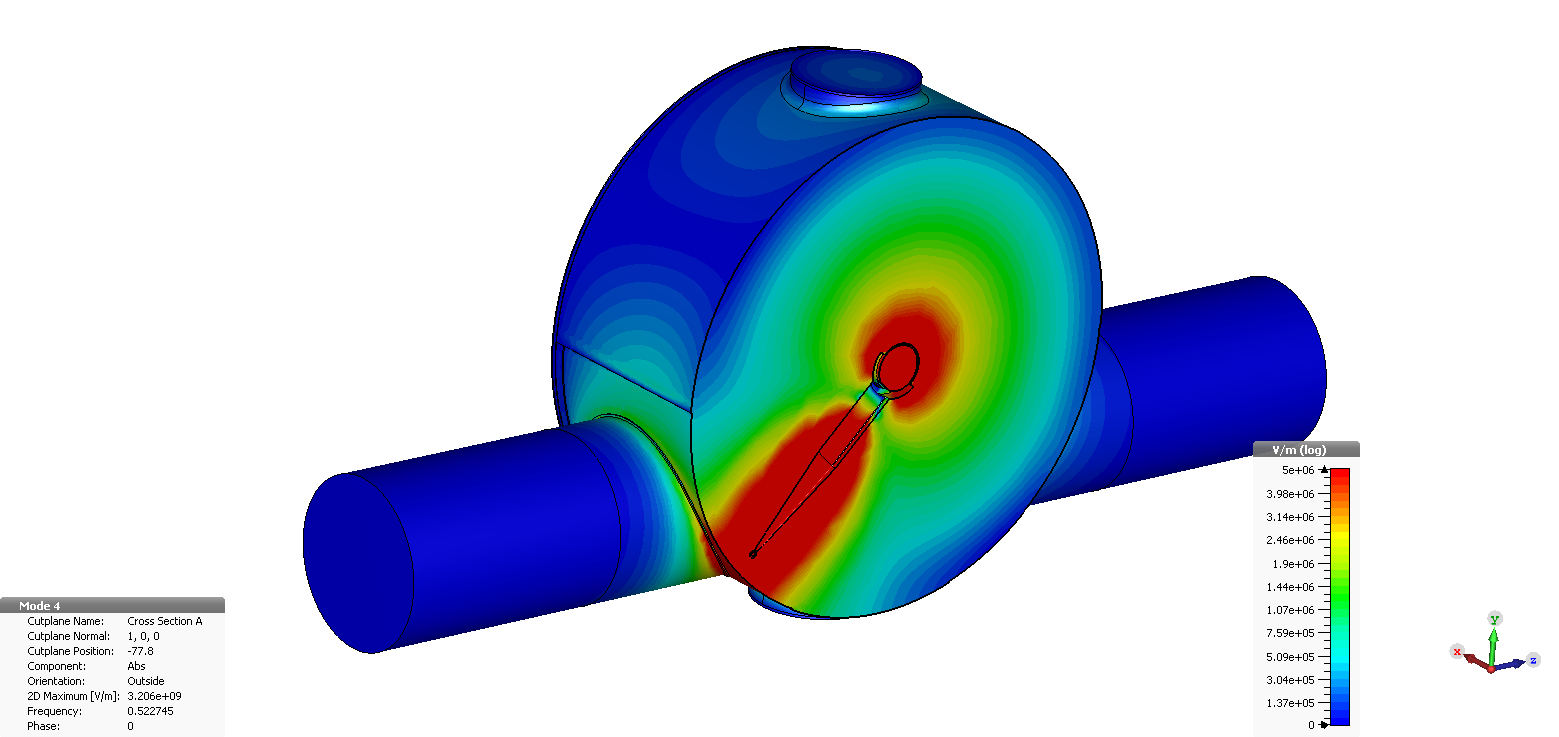 V/m (log)
5e+06
3.98e+06
3.14e+06
2.46e+06
1.9e+06
1.44e+06
1.07e+06
7.59e+05
5.09e+05
3.04e+05
1.37e+05
0
Mode 4
Cutplane Name: Cross Section A
Cutplane Normal: 1, 0, 0
Cutplane Position: -77.8
Component: Abs
Orientation: Outside
2D Maximum [V/m]: 3.206e+09
Frequency: 0.522745
Phase: 0
y
x
z